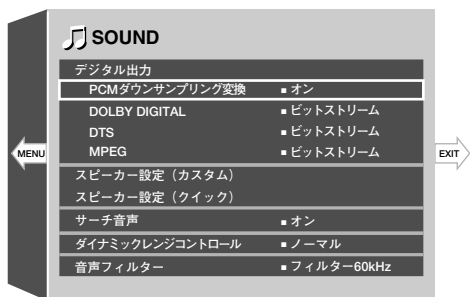 SOUND
デジタル出力
PCMダウンサンプリング変換 ■ オン
DOLBY DIGITAL ■ ビットストリーム
DTS ■ ビットストリーム
MPEG ■ ビットストリーム
MENU
EXIT
スピーカー設定（カスタム）
スピーカー設定（クイック）
サーチ音声 ■ オン
ダイナミックレンジコントロール ■ ノーマル
音声フィルター ■ フィルター60kHz